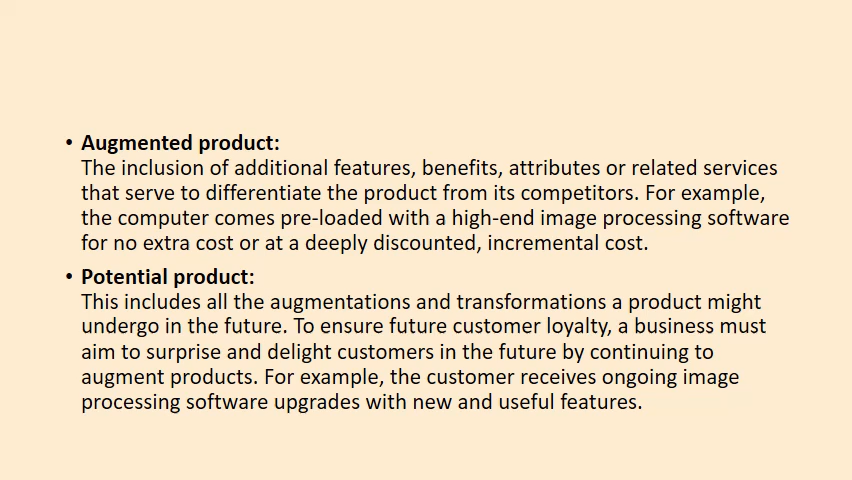 • Augmented product:
The inclusion of additional features, benefits, attributes or related services
that serve to differentiate the product from its competitors. For example,
the computer comes pre-loaded with a high-end image processing software
for no extra cost or at a deeply discounted, incremental cost.
• Potential product:
This includes all the augmentations and transformations a product might
undergo in the future. To ensure future customer loyalty, a business must
aim to surprise and delight customers in the future by continuing to
augment products. For example, the customer receives ongoing image
processing software upgrades with new and useful features.